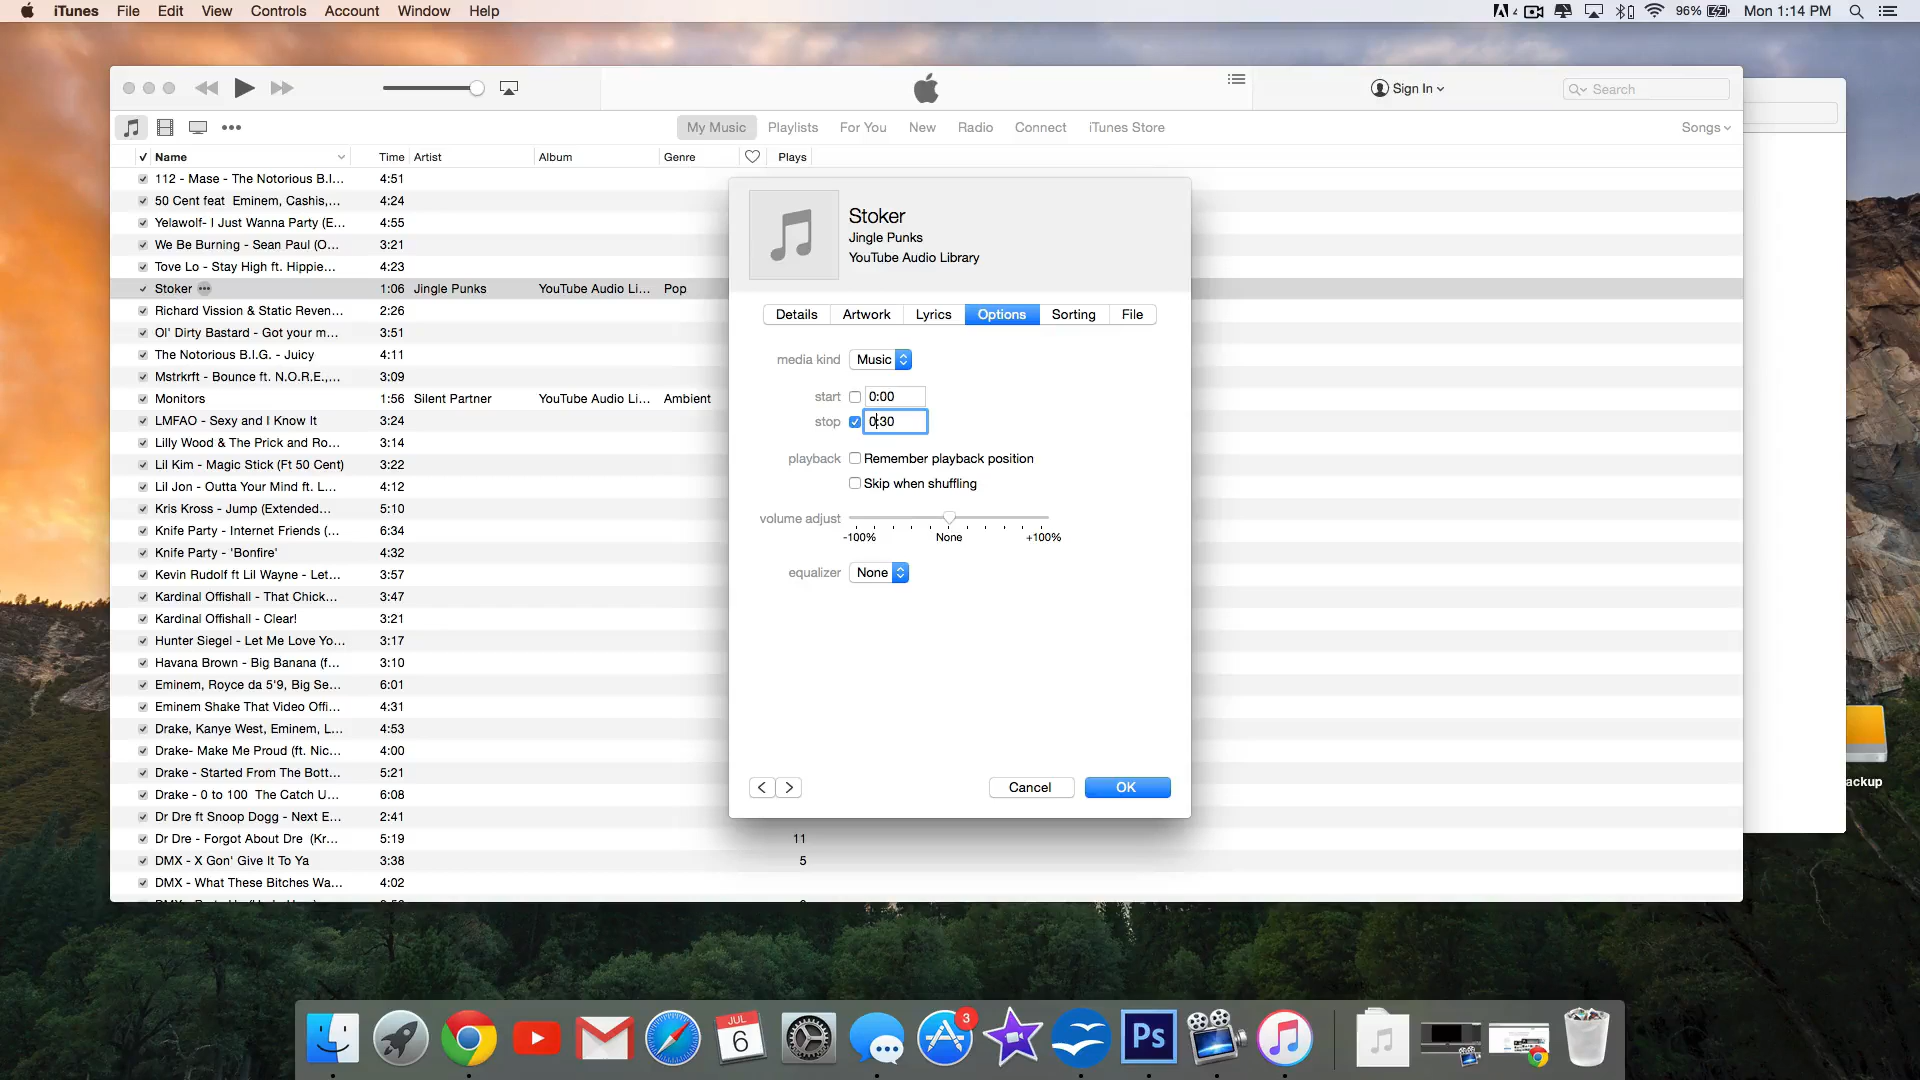 iTunes File Edit View Controls Account Window Help
96% Mon 1:14 PM
Sign In
Search
My Music Playlists For You New Radio Connect iTunes Store
Songs
Name Time Artist Album Genre Plays
112 - Mase - The Notorious B.I... 4:51
50 Cent feat Eminem, Cashis,... 4:24
Yelawolf- I Just Wanna Party (E... 4:55
We Be Burning - Sean Paul (O... 3:21
Tove Lo - Stay High ft. Hippie... 4:23
Stoker 1:06 Jingle Punks YouTube Audio Li... Pop
Richard Vission & Static Reven... 2:26
Ol' Dirty Bastard - Got your m... 3:51
The Notorious B.I.G. - Juicy 4:11
Mstrkrft - Bounce ft. N.O.R.E.,... 3:09
Monitors 1:56 Silent Partner YouTube Audio Li... Ambient
LMFAO - Sexy and I Know It 3:24
Lilly Wood & The Prick and Ro... 3:14
Lil Kim - Magic Stick (Ft 50 Cent) 3:22
Lil Jon - Outta Your Mind ft. L... 4:12
Kris Kross - Jump (Extended... 5:10
Knife Party - Internet Friends (... 6:34
Knife Party - 'Bonfire' 4:32
Kevin Rudolf ft Lil Wayne - Let... 3:57
Kardinal Offishall - That Chick... 3:47
Kardinal Offishall - Clear! 3:21
Hunter Siegel - Let Me Love Yo... 3:17
Havana Brown - Big Banana (f... 3:10
Eminem, Royce da 5'9, Big Se... 6:01
Eminem Shake That Video Offi... 4:31
Drake, Kanye West, Eminem, L... 4:53
Drake- Make Me Proud (ft. Nic... 4:00
Drake - Started From The Bott... 5:21
Drake - 0 to 100 The Catch U... 6:08
Dr Dre ft Snoop Dogg - Next E... 2:41
Dr Dre - Forgot About Dre (Kr... 5:19 11
DMX - X Gon' Give It To Ya 3:38 5
DMX - What These Bitches Wa... 4:02
Stoker
Jingle Punks
YouTube Audio Library
Details Artwork Lyrics Options Sorting File
media kind Music
start 0:00
stop 0:30
playback Remember playback position
Skip when shuffling
volume adjust
-100% None +100%
equalizer None
Cancel OK
ackup
JUL
6
3
Ps